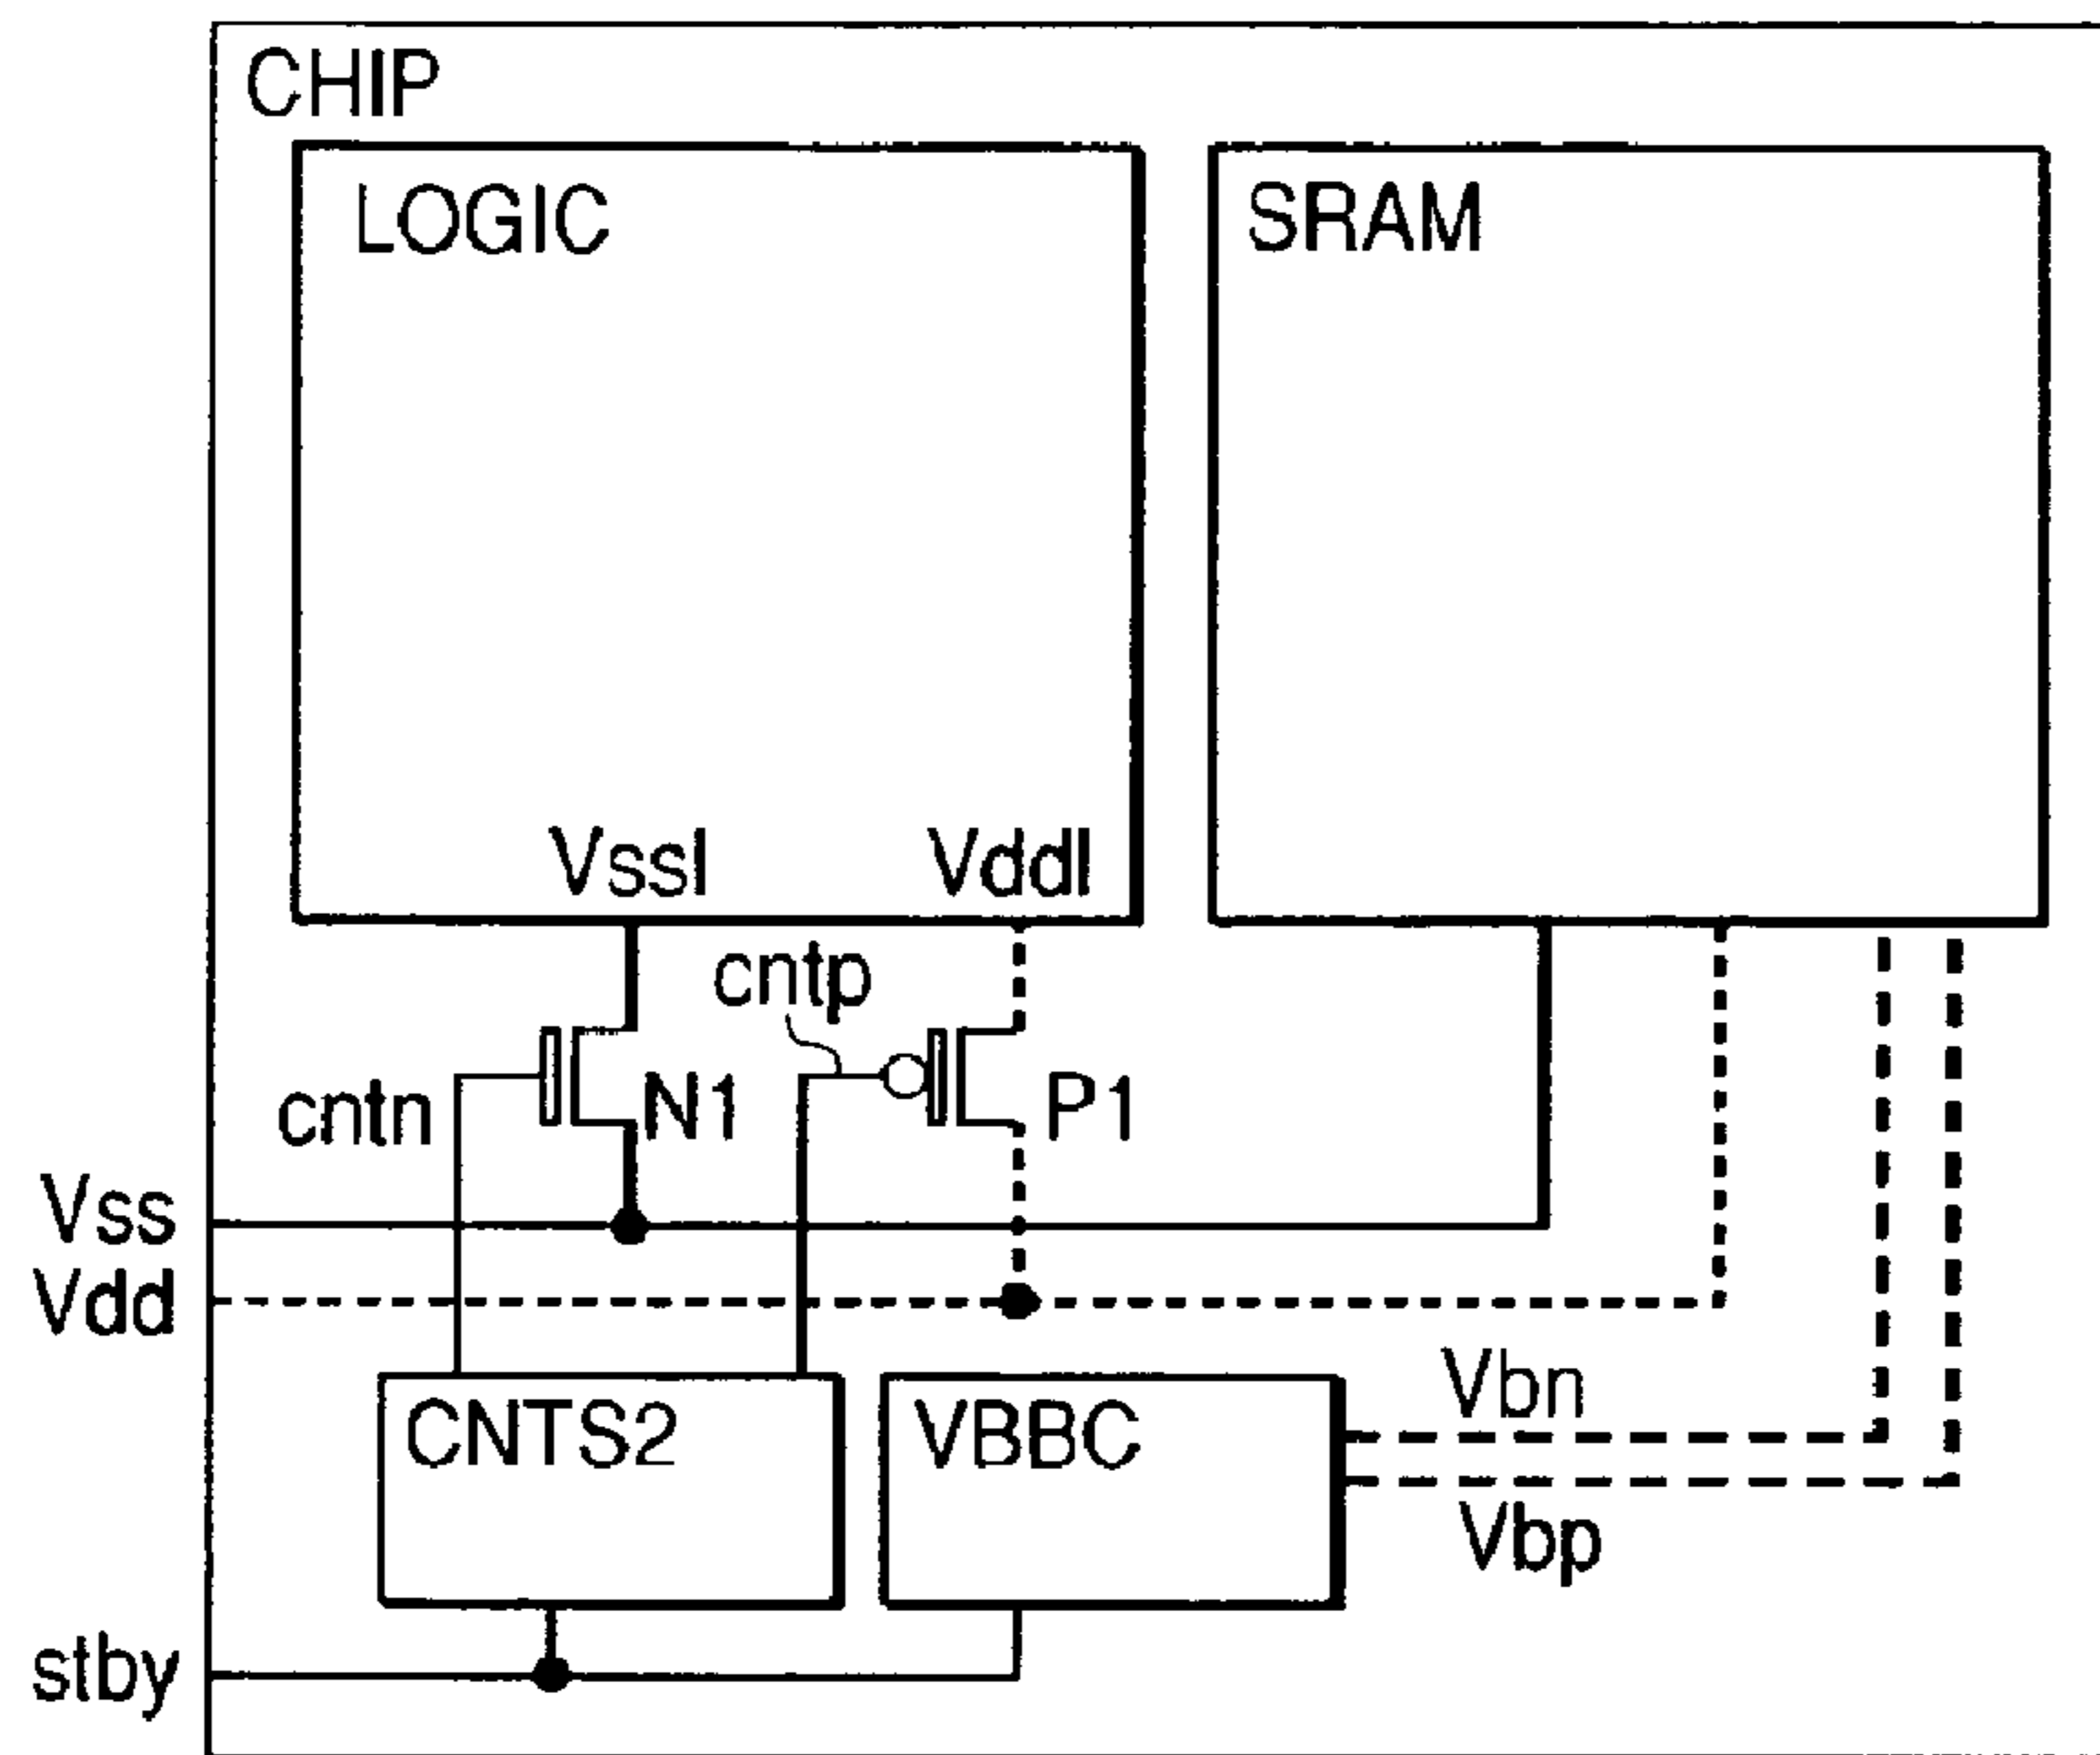 CHIP
LOGIC
SRAM
Vssl
Vddl
cntp
cntn
N1
P1
Vss
Vdd
CNTS2
VBBC
Vbn
Vbp
stby